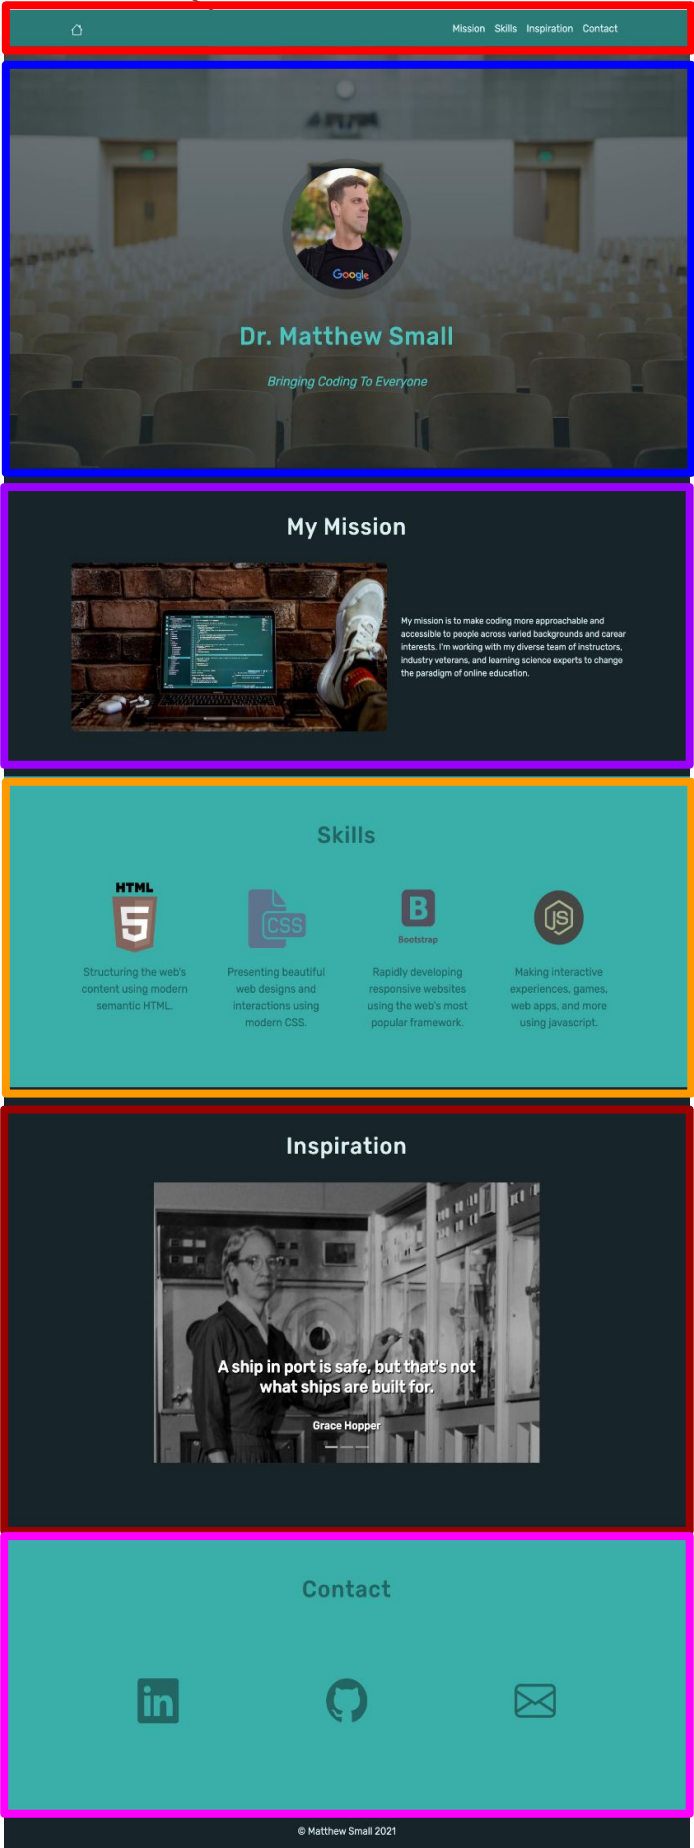 Mission Skills Inspiration Contact
Google
Dr. Matthew Small
Bringing Coding To Everyone
My Mission
My mission is to make coding more approachable and
accessible to people across varied backgrounds and carear
interests. I'm working with my diverse team of instructors,
industry veterans, and learning science experts to change
the paradigm of online education.
Skills
HTML
5
CSS
B
Bootstrap
JS
Structuring the web's
content using modern
semantic HTML.
Presenting beautiful
web designs and
interactions using
modern CSS.
Rapidly developing
responsive websites
using the web's most
popular framework.
Making interactive
experiences, games,
web apps, and more
using javascript.
Inspiration
A ship in port is safe, but that's not
what ships are built for.
Grace Hopper
Contact
in
© Matthew Small 2021